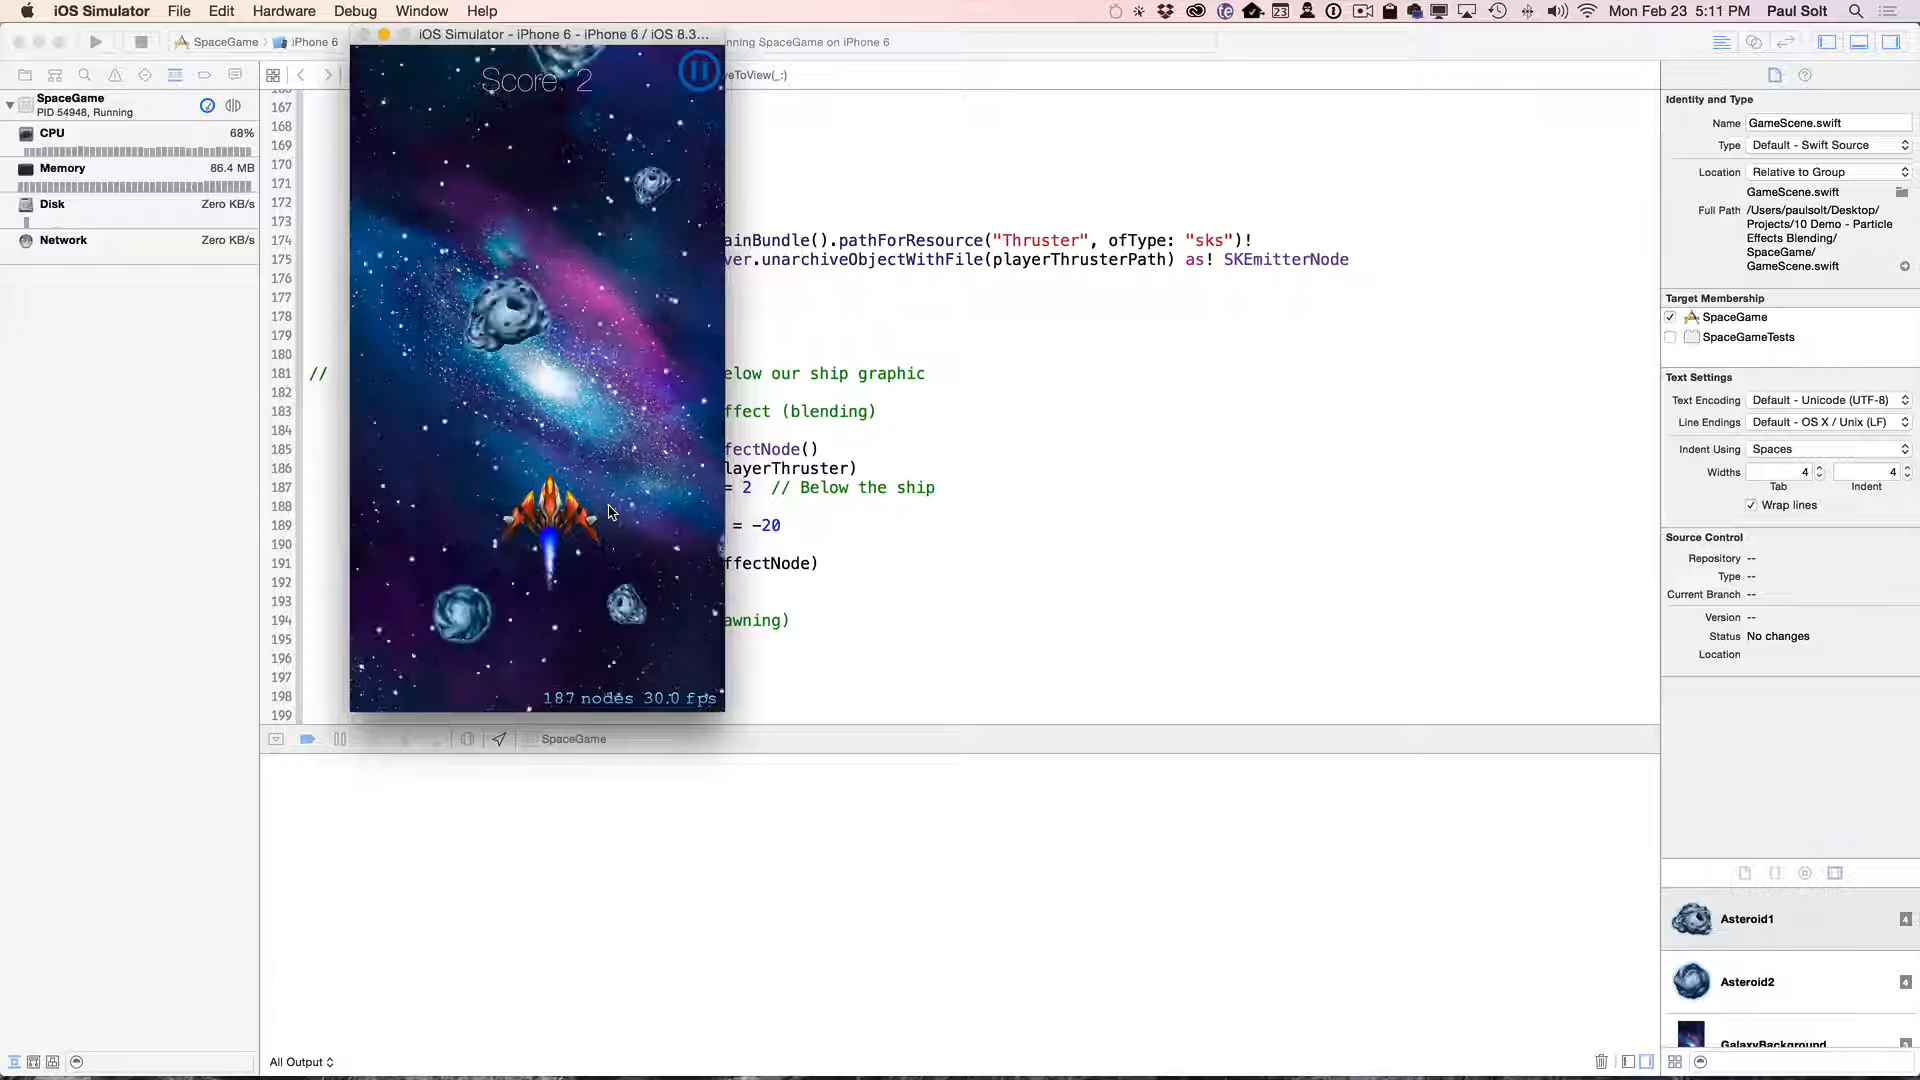 iOS Simulator File Edit Hardware Debug Window Help
23 Mon Feb 23 5:11 PM Paul Solt
SpaceGame iPhone 6
iOS Simulator - iPhone 6 - iPhone 6 / iOS 8.3...
nning SpaceGame on iPhone 6
eToView(_:)
SpaceGame
PID 54948, Running
CPU 68%
Memory 86.4 MB
Disk Zero KB/s
Network Zero KB/s
Score: 2
187 nodes 30.0 fps
167
168
169
170
171
172
173
174 ainBundle().pathForResource("Thruster", ofType: "sks")!
175 ver.unarchiveObjectWithFile(playerThrusterPath) as! SKEmitterNode
176
177
178
179
180
181 // elow our ship graphic
182
183 ffect (blending)
184
185 fectNode()
186 layerThruster)
187 = 2 // Below the ship
188
189 = -20
190
191 ffectNode)
192
193
194 awning)
195
196
197
198
199
SpaceGame
All Output
Identity and Type
Name GameScene.swift
Type Default - Swift Source
Location Relative to Group
GameScene.swift
Full Path /Users/paulsolt/Desktop/
Projects/10 Demo - Particle
Effects Blending/
SpaceGame/
GameScene.swift
Target Membership
SpaceGame
SpaceGameTests
Text Settings
Text Encoding Default - Unicode (UTF-8)
Line Endings Default - OS X / Unix (LF)
Indent Using Spaces
Widths 4 4
Tab Indent
Wrap lines
Source Control
Repository --
Type --
Current Branch --
Version --
Status No changes
Location
Asteroid1 4
Asteroid2 4
GalaxyBackground